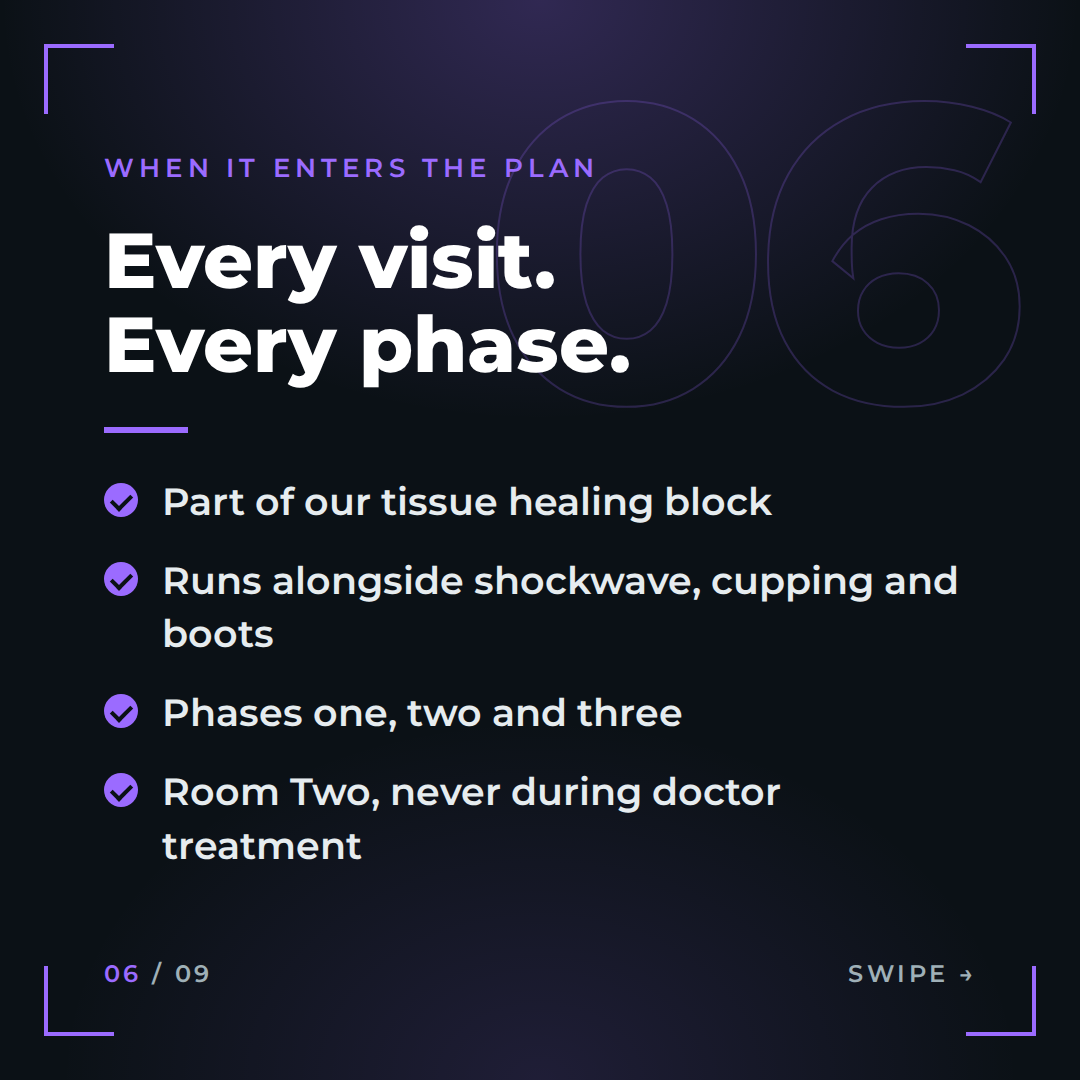 06
WHEN IT ENTERS THE PLAN
Every visit.
Every phase.
Part of our tissue healing block
Runs alongside shockwave, cupping and
boots
Phases one, two and three
Room Two, never during doctor
treatment
06 / 09
SWIPE →